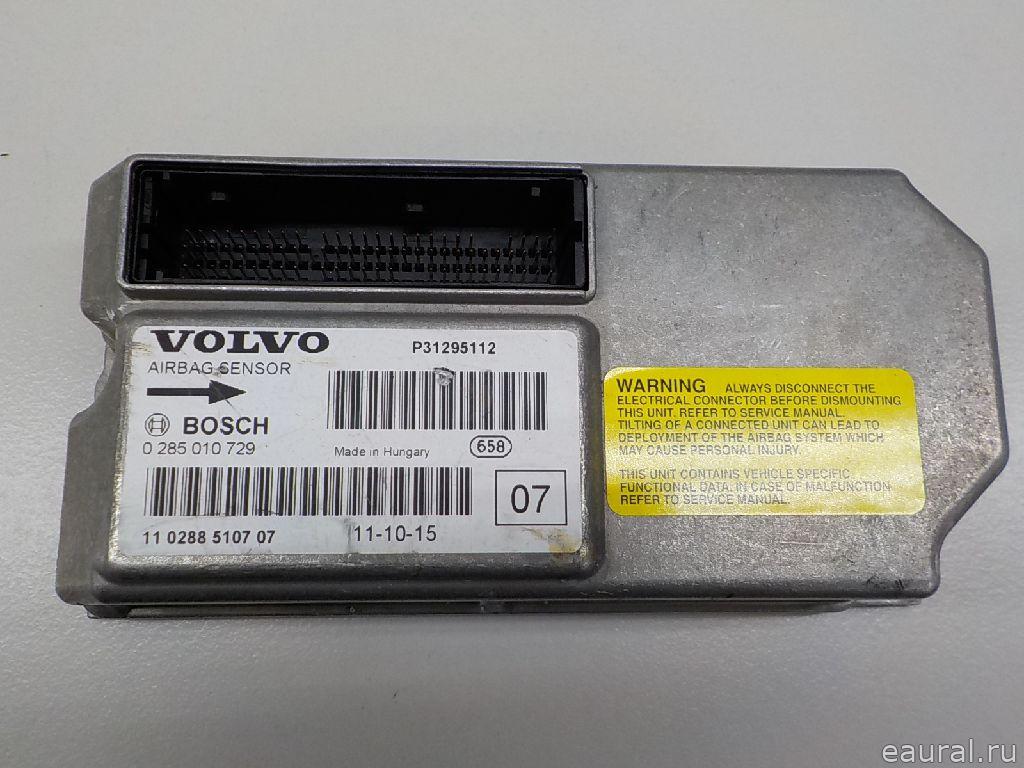 VOLVO
P31295112
AIRBAG SENSOR
BOSCH
0 285 010 729
Made in Hungary
658
07
11 0288 5107 07
11-10-15
WARNING ALWAYS DISCONNECT THE
ELECTRICAL CONNECTOR BEFORE DISMOUNTING
THIS UNIT. REFER TO SERVICE MANUAL.
TILTING OF A CONNECTED UNIT CAN LEAD TO
DEPLOYMENT OF THE AIRBAG SYSTEM WHICH
MAY CAUSE PERSONAL INJURY.
THIS UNIT CONTAINS VEHICLE SPECIFIC
FUNCTIONAL DATA. IN CASE OF MALFUNCTION
REFER TO SERVICE MANUAL.
eaural.ru